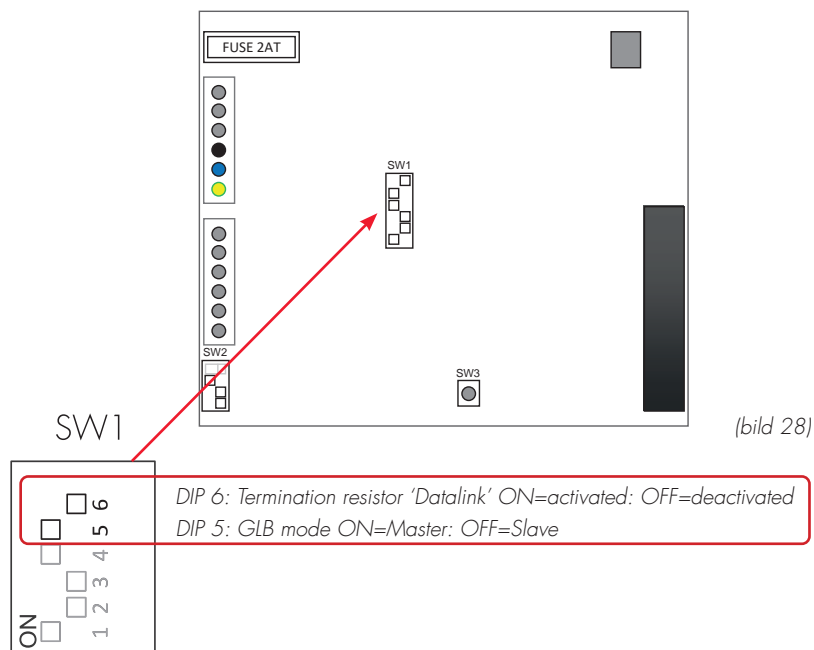 FUSE 2AT
SW1
SW2
SW3
(bild 28)
SW1
DIP 6: Termination resistor ‘Datalink’ ON=activated: OFF=deactivated
DIP 5: GLB mode ON=Master: OFF=Slave
ON
1 2 3 4 5 6